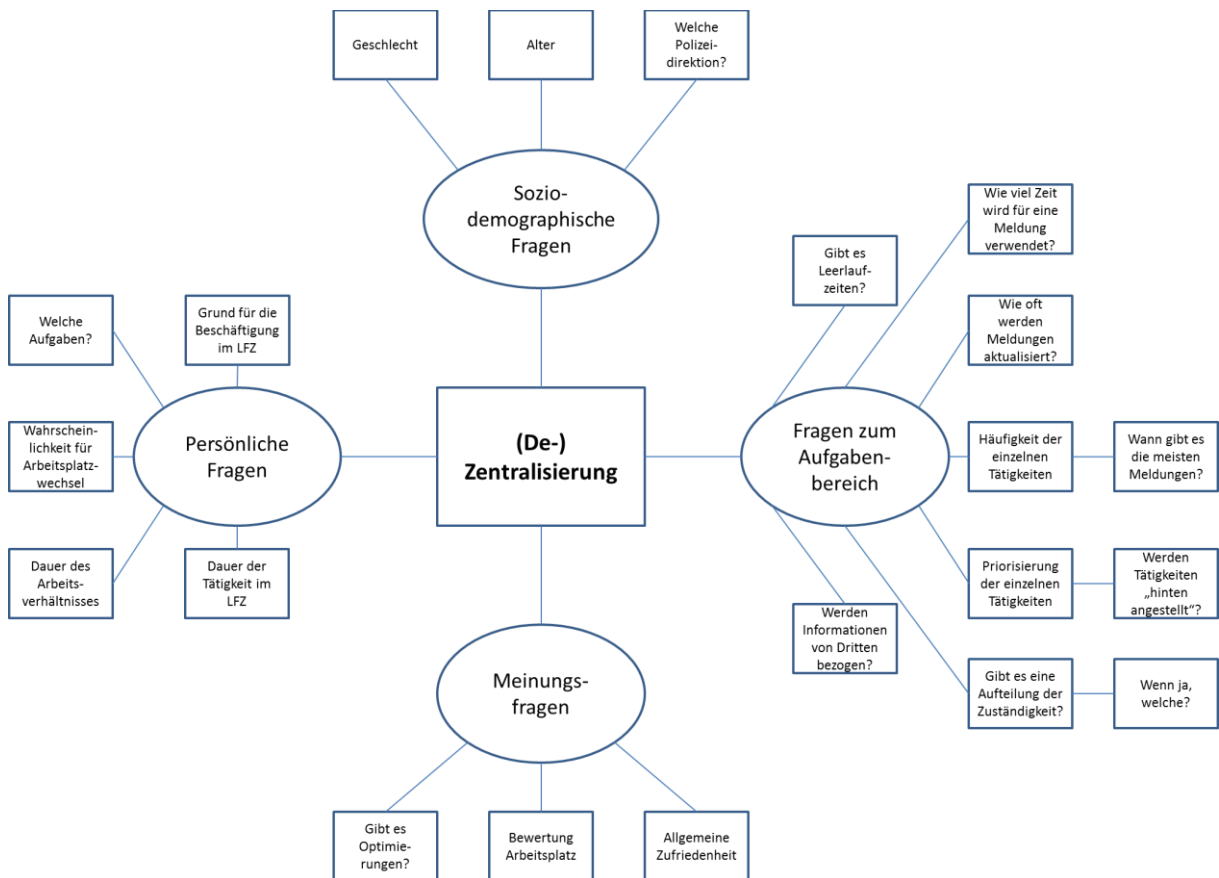 Geschlecht
Alter
Welche
Polizei-
direktion?
Sozio-
demographische
Fragen
Wie viel Zeit
wird für eine
Meldung
verwendet?
Gibt es
Leerlauf-
zeiten?
Wie oft
werden
Meldungen
aktualisiert?
Welche
Aufgaben?
Grund für die
Beschäftigung
im LFZ
Wahrschein-
lichkeit für
Arbeitsplatz-
wechsel
Persönliche
Fragen
Dauer des
Arbeits-
verhältnisses
Dauer der
Tätigkeit im
LFZ
(De-)
Zentralisierung
Fragen zum
Aufgaben-
bereich
Häufigkeit der
einzelnen
Tätigkeiten
Wann gibt es
die meisten
Meldungen?
Priorisierung
der einzelnen
Tätigkeiten
Werden
Tätigkeiten
„hinten
angestellt“?
Werden
Informationen
von Dritten
bezogen?
Gibt es eine
Aufteilung der
Zuständigkeit?
Wenn ja,
welche?
Meinungs-
fragen
Gibt es
Optimie-
rungen?
Bewertung
Arbeitsplatz
Allgemeine
Zufriedenheit